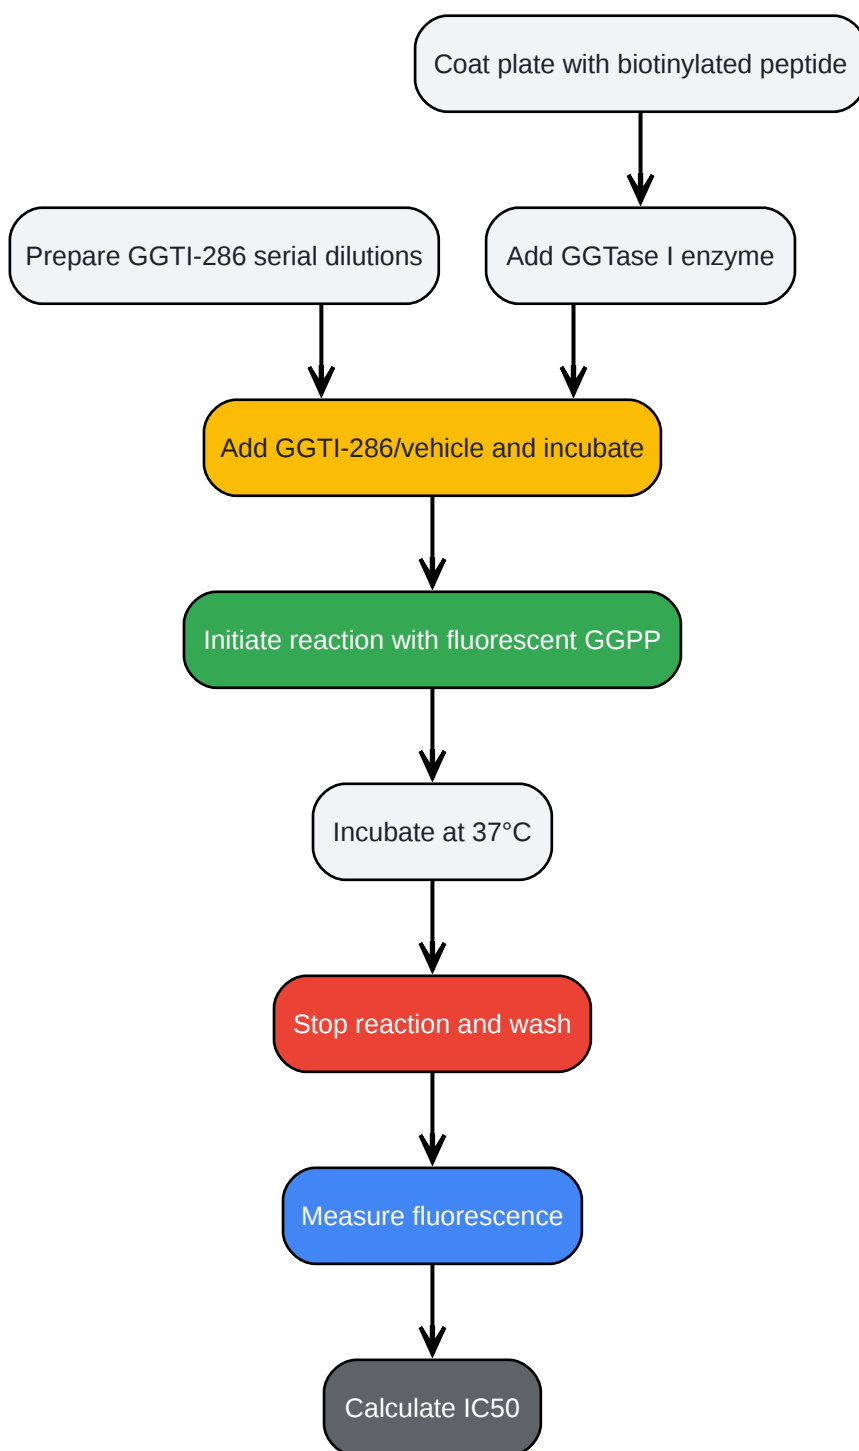 Coat plate with biotinylated peptide
Prepare GGTI-286 serial dilutions
Add GGTase I enzyme
Add GGTI-286/vehicle and incubate
Initiate reaction with fluorescent GGPP
Incubate at 37°C
Stop reaction and wash
Measure fluorescence
Calculate IC50